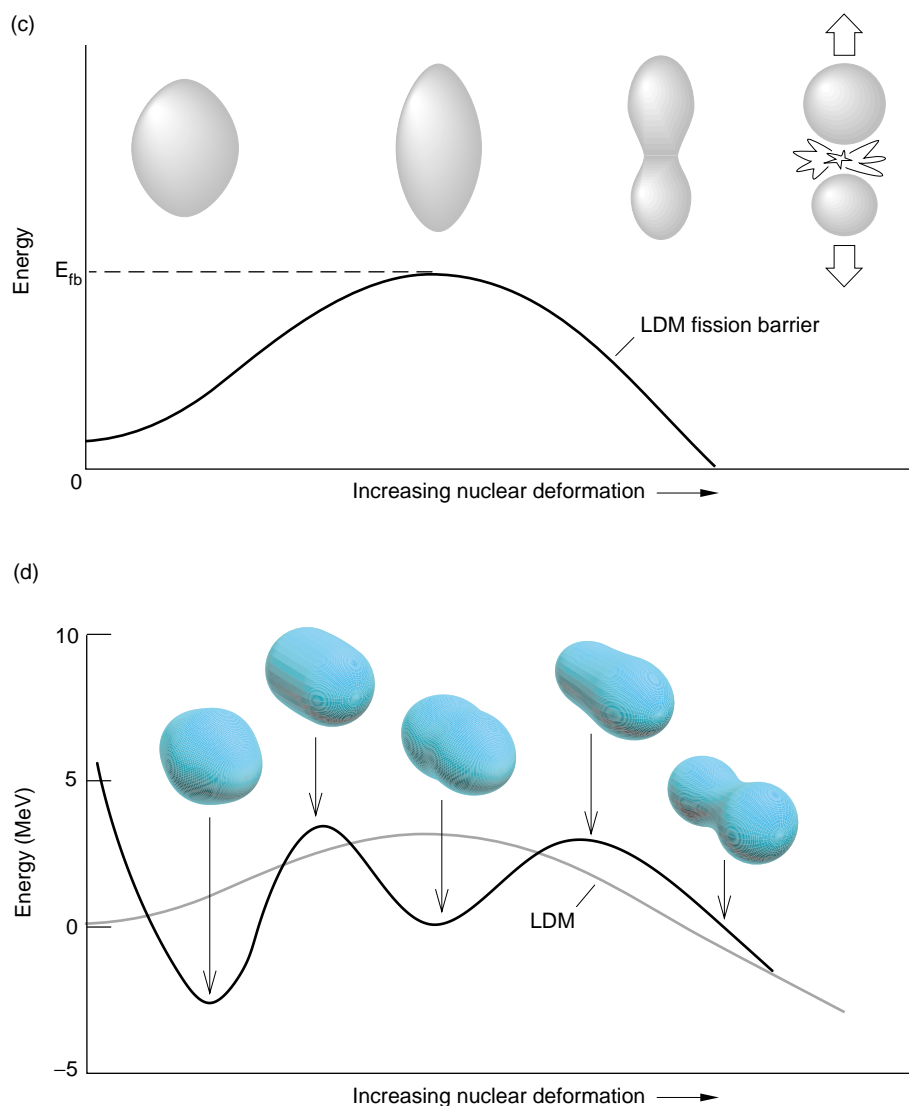 (c)
Energy
E_fb
LDM fission barrier
0
Increasing nuclear deformation
(d)
10
5
Energy (MeV)
0
LDM
–5
Increasing nuclear deformation